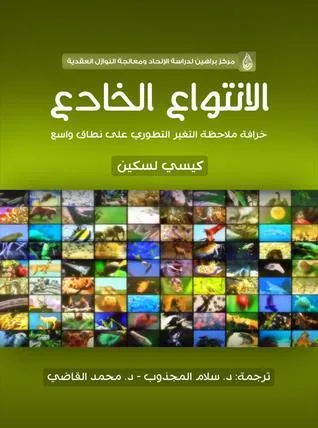 مركز براهين لدراسة الإلحاد ومعالجة النوازل العقدية
الانتواع الخادع
خرافة ملاحظة التغير التطوري على نطاق واسع
كيسي لسكين
ترجمة: د. سلام المجذوب - د. محمد القاضي